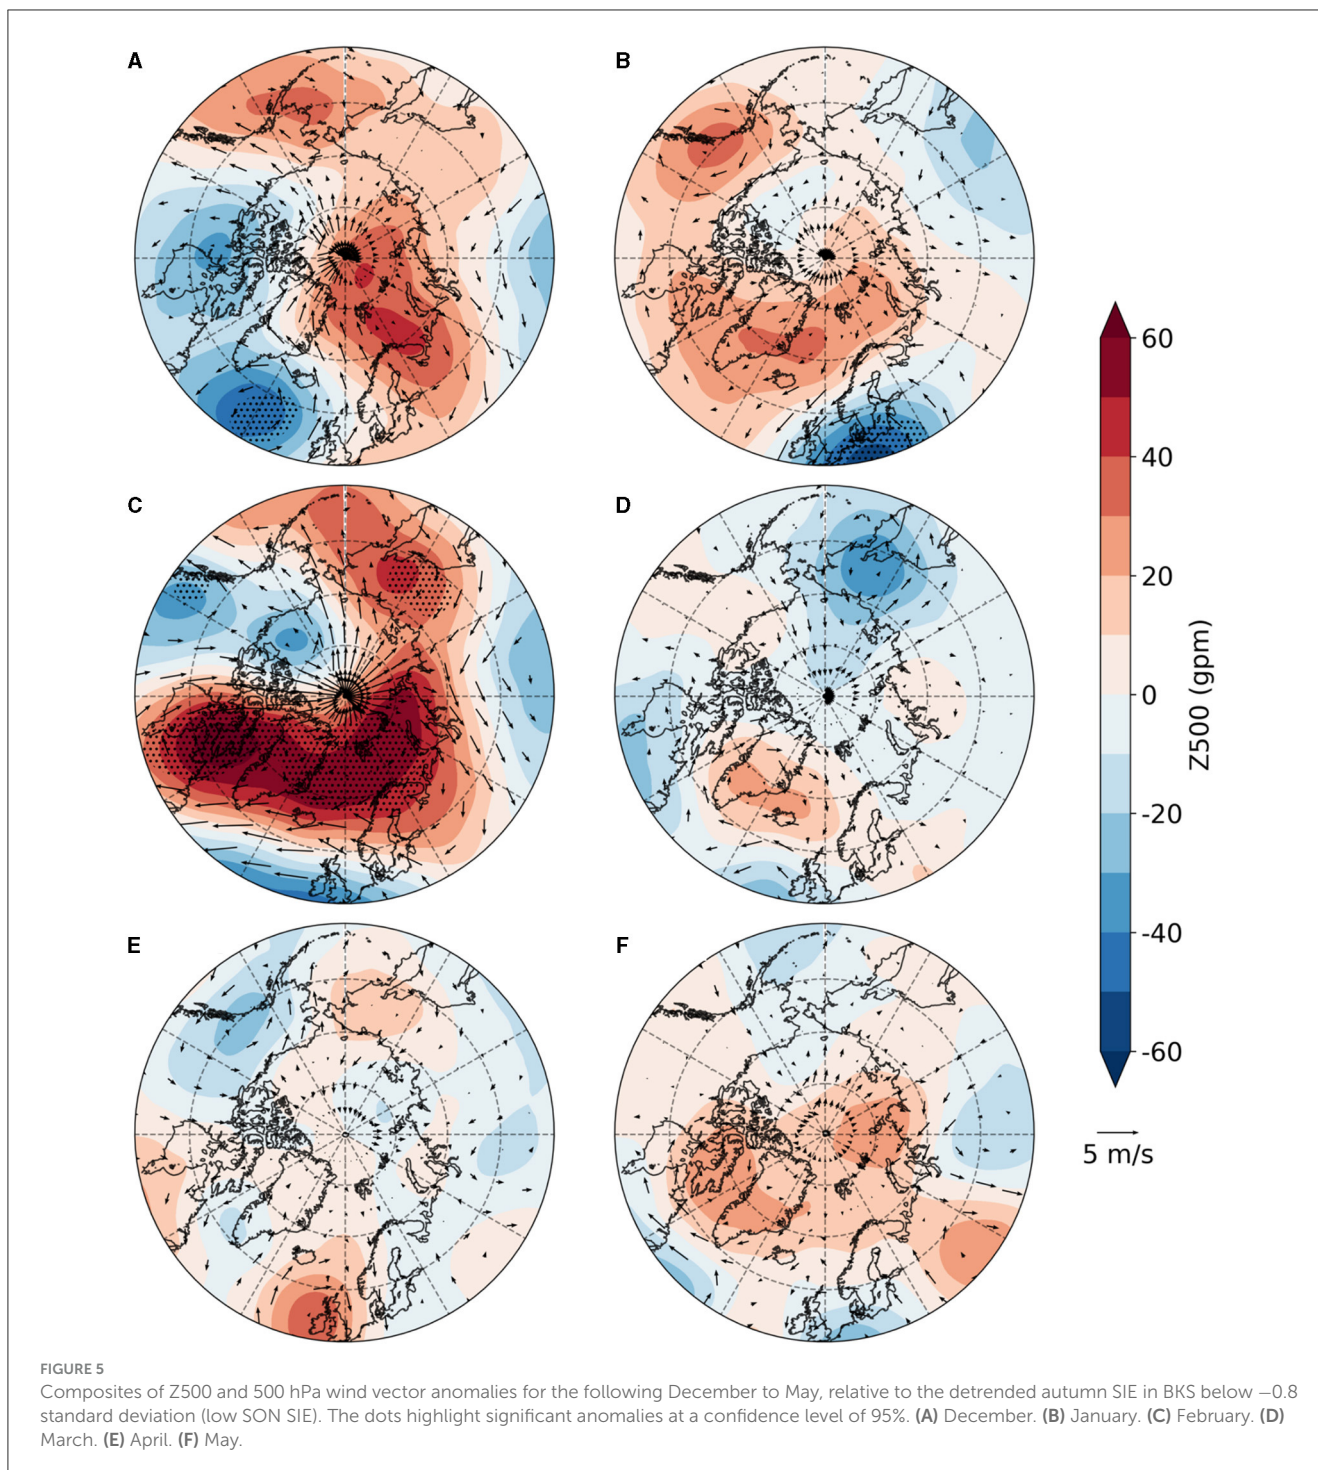 A
B
C
D
E
F
60
40
20
0
-20
-40
-60
Z500 (gpm)
5 m/s
FIGURE 5
Composites of Z500 and 500 hPa wind vector anomalies for the following December to May, relative to the detrended autumn SIE in BKS below −0.8
standard deviation (low SON SIE). The dots highlight significant anomalies at a confidence level of 95%. (A) December. (B) January. (C) February. (D)
March. (E) April. (F) May.